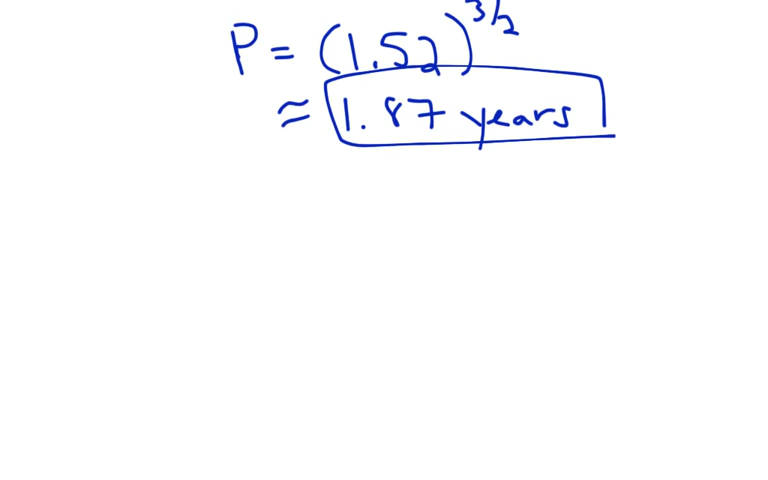 P = (1.52)^{3/2}
≈ 1.87 years